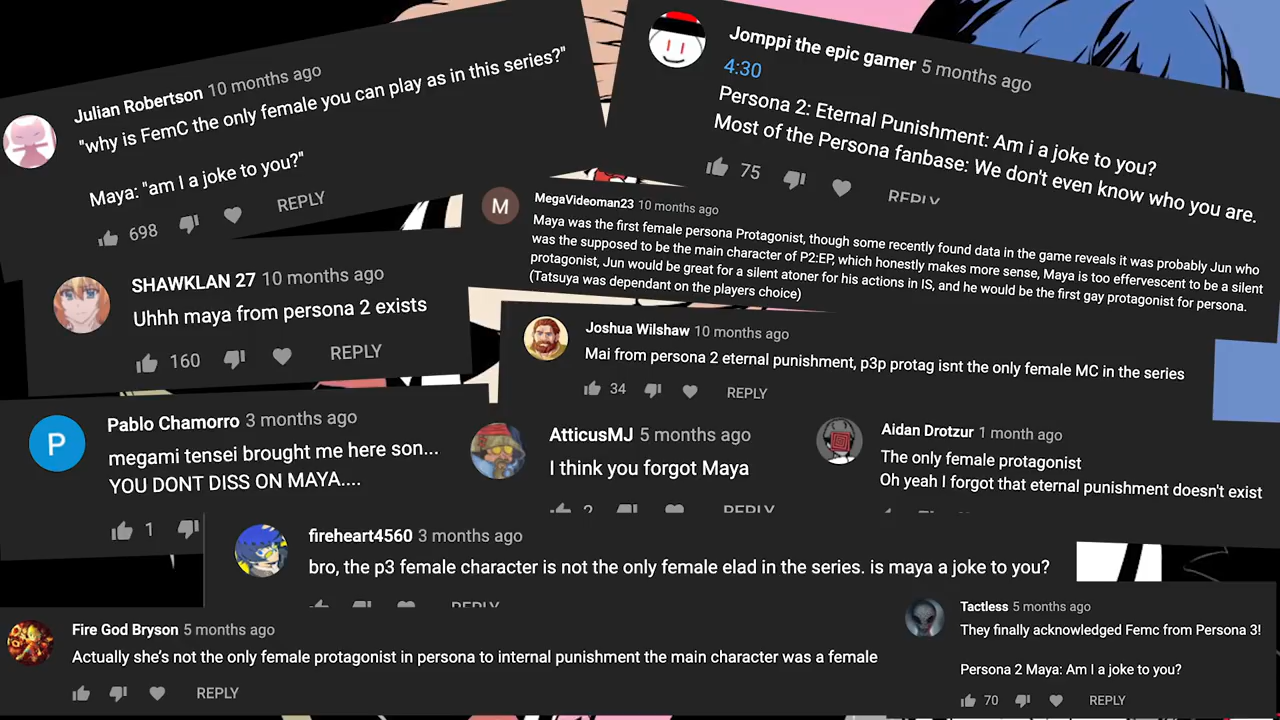 Julian Robertson 10 months ago
"why is FemC the only female you can play as in this series?"
Maya: "am I a joke to you?"
698 REPLY
Jomppi the epic gamer 5 months ago
4:30
Persona 2: Eternal Punishment: Am i a joke to you?
Most of the Persona fanbase: We don't even know who you are.
75 REPLY
M
MegaVideoman23 10 months ago
Maya was the first female persona Protagonist, though some recently found data in the game reveals it was probably Jun who
was the supposed to be the main character of P2:EP, which honestly makes more sense, Maya is too effervescent to be a silent
protagonist, Jun would be great for a silent atoner for his actions in IS, and he would be the first gay protagonist for persona.
(Tatsuya was dependant on the players choice)
SHAWKLAN 27 10 months ago
Uhhh maya from persona 2 exists
160 REPLY
Joshua Wilshaw 10 months ago
Mai from persona 2 eternal punishment, p3p protag isnt the only female MC in the series
34 REPLY
P
Pablo Chamorro 3 months ago
megami tensei brought me here son...
YOU DONT DISS ON MAYA....
1
AtticusMJ 5 months ago
I think you forgot Maya
2 REPLY
Aidan Drotzur 1 month ago
The only female protagonist
Oh yeah I forgot that eternal punishment doesn't exist
fireheart4560 3 months ago
bro, the p3 female character is not the only female elad in the series. is maya a joke to you?
REPLY
Fire God Bryson 5 months ago
Actually she's not the only female protagonist in persona to internal punishment the main character was a female
REPLY
Tactless 5 months ago
They finally acknowledged Femc from Persona 3!
Persona 2 Maya: Am I a joke to you?
70 REPLY